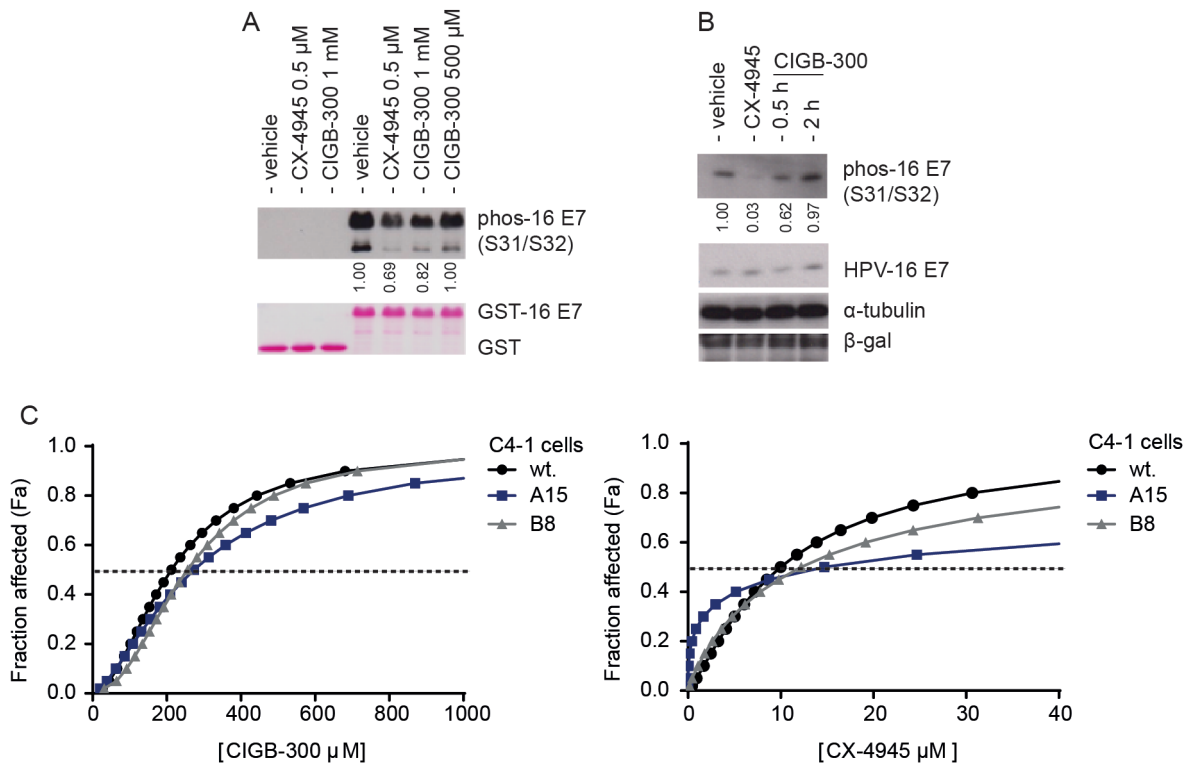 A
- vehicle
- CX-4945 0.5 µM
- CIGB-300 1 mM
- vehicle
- CX-4945 0.5 µM
- CIGB-300 1 mM
- CIGB-300 500 µM
phos-16 E7
(S31/S32)
1.00
0.69
0.82
1.00
GST-16 E7
GST
B
- vehicle
- CX-4945
CIGB-300
- 0.5 h
- 2 h
phos-16 E7
(S31/S32)
1.00
0.03
0.62
0.97
HPV-16 E7
α-tubulin
β-gal
C
Fraction affected (Fa)
1.0
0.8
0.6
0.4
0.2
0.0
0 200 400 600 800 1000
[CIGB-300 µM]
C4-1 cells
wt.
A15
B8
Fraction affected (Fa)
1.0
0.8
0.6
0.4
0.2
0.0
0 10 20 30 40
[CX-4945 µM ]
C4-1 cells
wt.
A15
B8